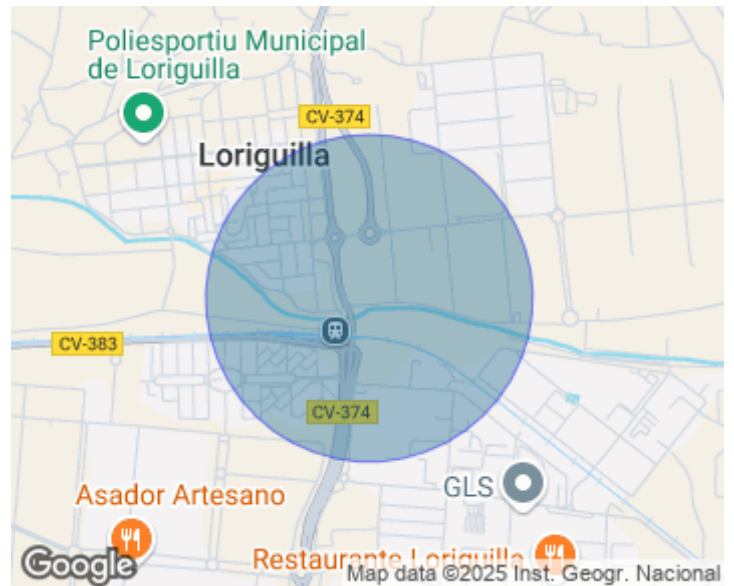 Poliesportiu Municipal
de Loriguilla
CV-374
Loriguilla
CV-383
CV-374
GLS
Asador Artesano
Restaurante Loriguilla
Google
Map data ©2025 Inst. Geogr. Nacional